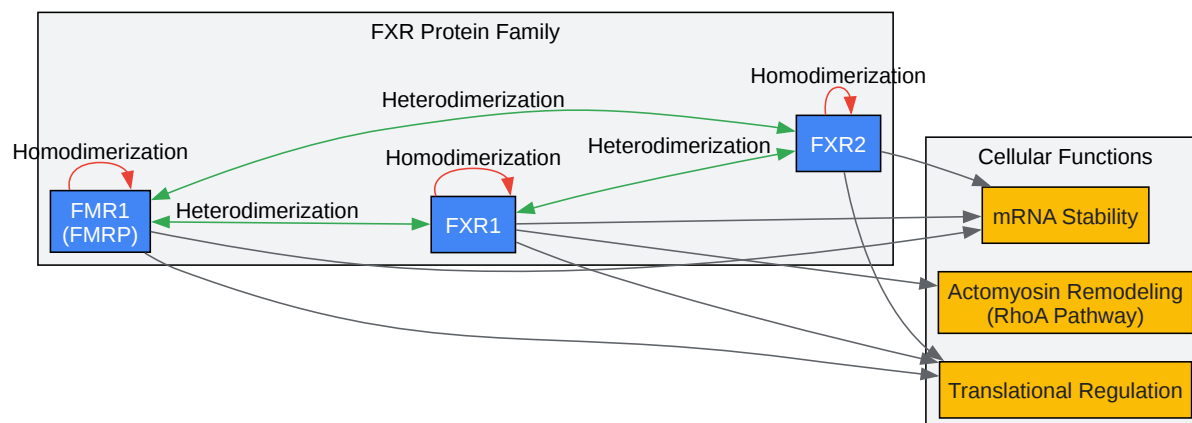 FXR Protein Family
Homodimerization
Heterodimerization
Heterodimerization
FXR2
Cellular Functions
Homodimerization
Homodimerization
FMR1
(FMRP)
Heterodimerization
FXR1
mRNA Stability
Actomyosin Remodeling
(RhoA Pathway)
Translational Regulation